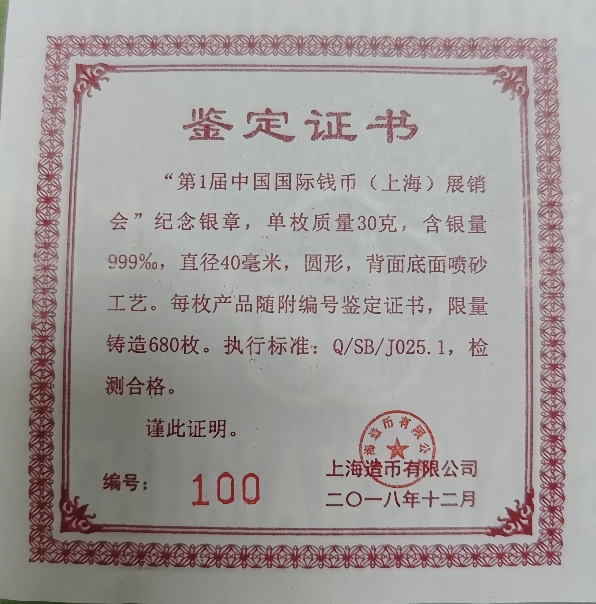 鉴定证书
“第1届中国国际钱币（上海）展销
会”纪念银章，单枚质量30克，含银量
999‰，直径40毫米，圆形，背面底面喷砂
工艺。每枚产品随附编号鉴定证书，限量
铸造680枚。执行标准：Q/SB/J025.1，检
测合格。
谨此证明。
海造币有限公
上海造币有限公司
编号： 100
二〇一八年十二月